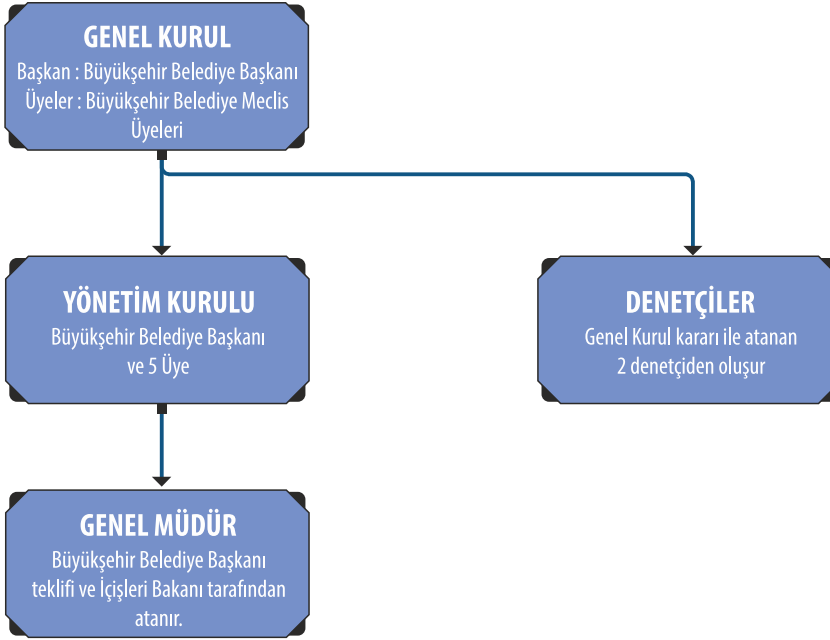 GENEL KURUL
Başkan : Büyükşehir Belediye Başkanı
Üyeler : Büyükşehir Belediye Meclis
Üyeleri
YÖNETİM KURULU
Büyükşehir Belediye Başkanı
ve 5 Üye
DENETÇİLER
Genel Kurul kararı ile atanan
2 denetçiden oluşur
GENEL MÜDÜR
Büyükşehir Belediye Başkanı
teklifi ve İçişleri Bakanı tarafından
atanır.